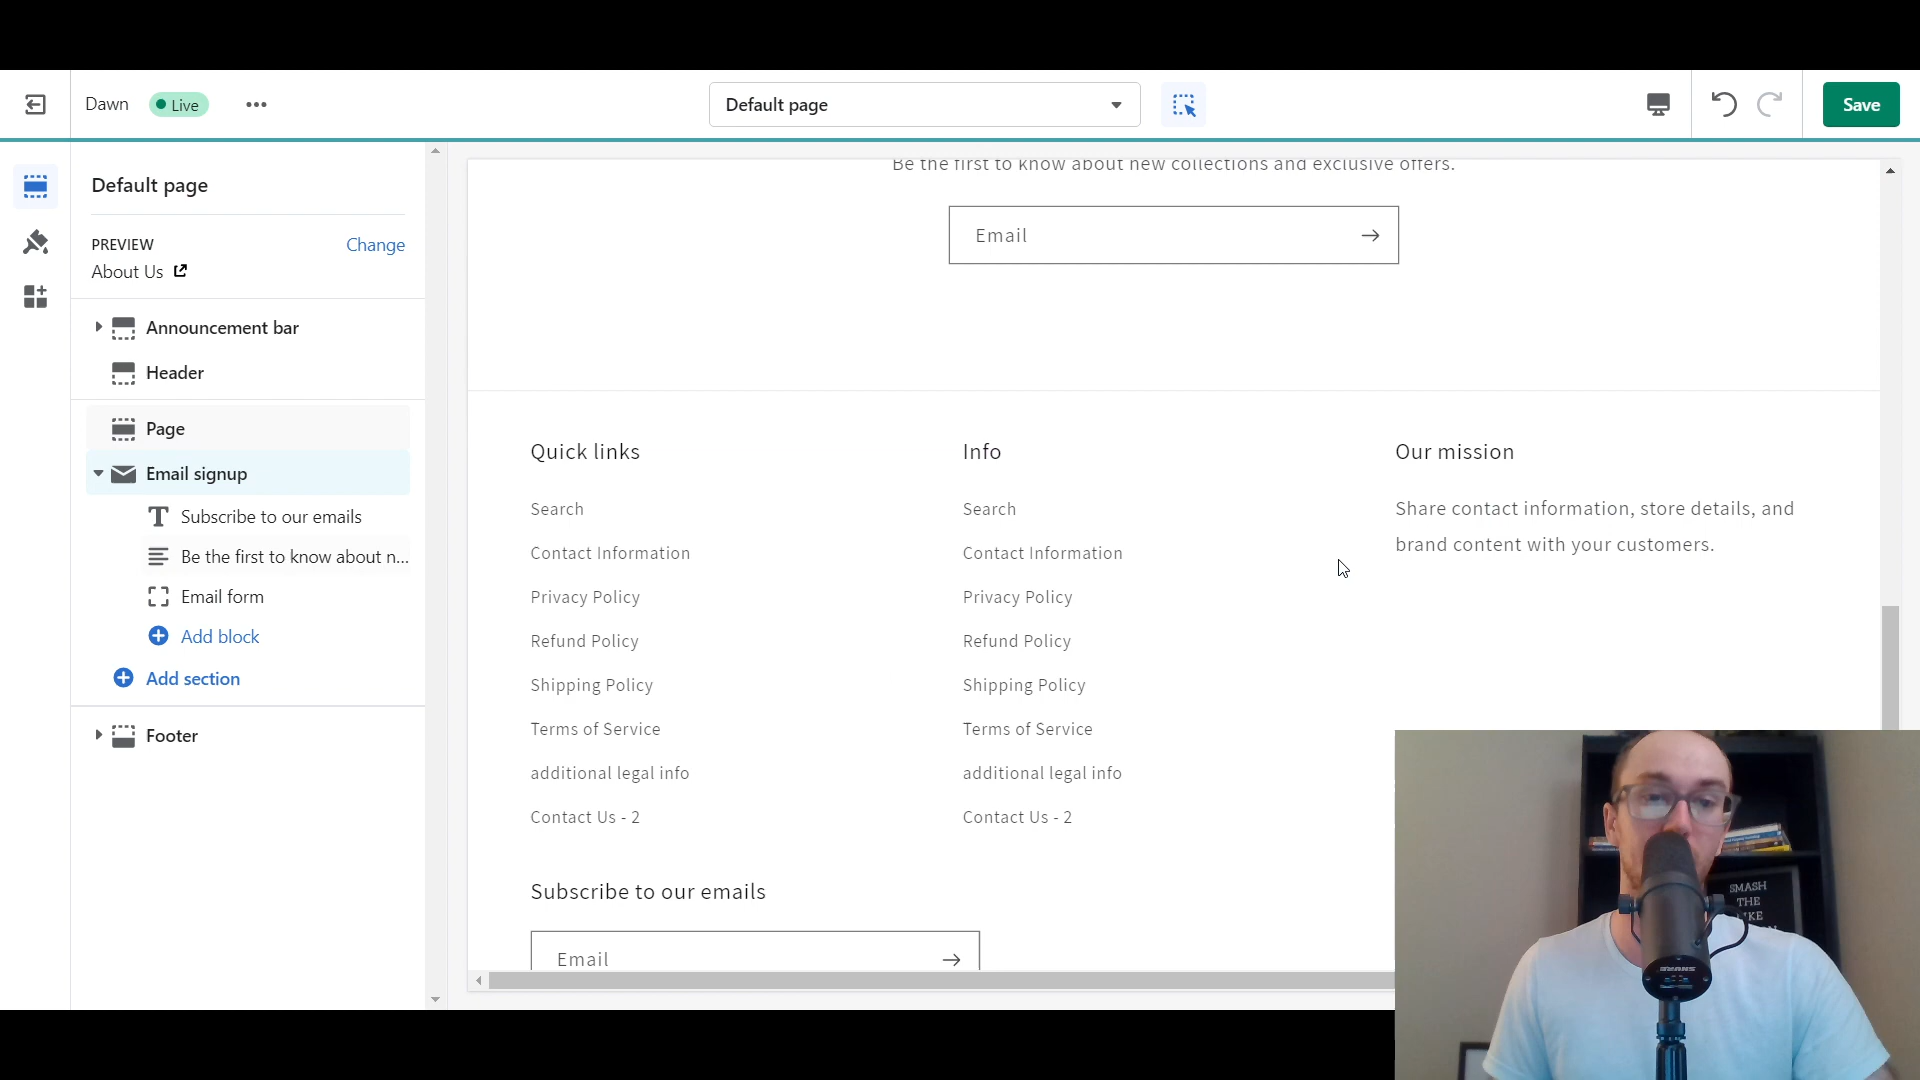 Dawn
Live
Default page
Save
Default page
PREVIEW
Change
About Us
Announcement bar
Header
Page
Email signup
Subscribe to our emails
Be the first to know about n...
Email form
Add block
Add section
Footer
Be the first to know about new collections and exclusive offers.
Email
Quick links
Search
Contact Information
Privacy Policy
Refund Policy
Shipping Policy
Terms of Service
additional legal info
Contact Us - 2
Info
Search
Contact Information
Privacy Policy
Refund Policy
Shipping Policy
Terms of Service
additional legal info
Contact Us - 2
Our mission
Share contact information, store details, and
brand content with your customers.
Subscribe to our emails
Email
SMASH
THE